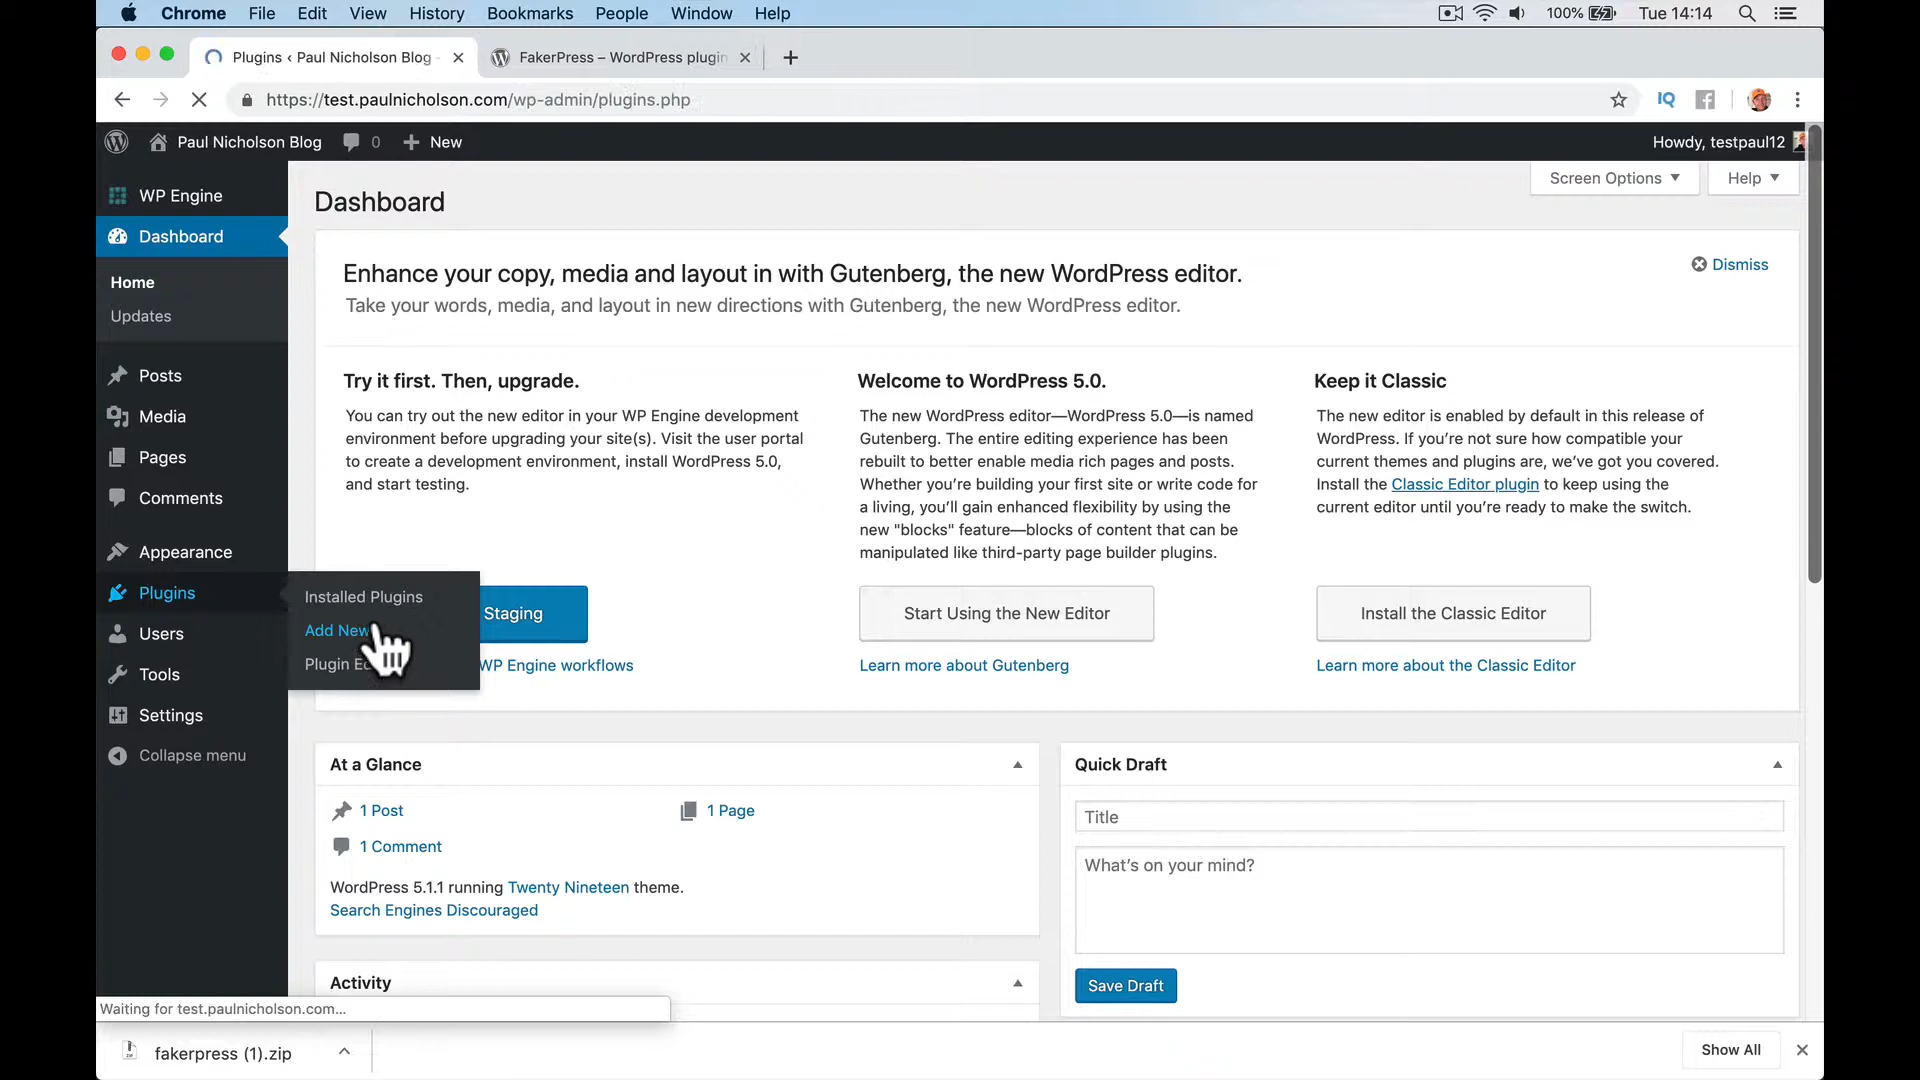 Chrome File Edit View History Bookmarks People Window Help 100% Tue 14:14
Plugins ‹ Paul Nicholson Blog - FakerPress – WordPress plugin
https://test.paulnicholson.com/wp-admin/plugins.php IQ
Paul Nicholson Blog 0 New Howdy, testpaul12
WP Engine
Dashboard
Home
Updates
Posts
Media
Pages
Comments
Appearance
Plugins
Users
Tools
Settings
Collapse menu
Installed Plugins
Add New
Plugin
Screen Options Help
Dashboard
Enhance your copy, media and layout in with Gutenberg, the new WordPress editor.
Dismiss
Take your words, media, and layout in new directions with Gutenberg, the new WordPress editor.
Try it first. Then, upgrade.
You can try out the new editor in your WP Engine development
environment before upgrading your site(s). Visit the user portal
to create a development environment, install WordPress 5.0,
and start testing.
Staging
WP Engine workflows
Welcome to WordPress 5.0.
The new WordPress editor—WordPress 5.0—is named
Gutenberg. The entire editing experience has been
rebuilt to better enable media rich pages and posts.
Whether you’re building your first site or write code for
a living, you’ll gain enhanced flexibility by using the
new "blocks" feature—blocks of content that can be
manipulated like third-party page builder plugins.
Start Using the New Editor
Learn more about Gutenberg
Keep it Classic
The new editor is enabled by default in this release of
WordPress. If you’re not sure how compatible your
current themes and plugins are, we’ve got you covered.
Install the Classic Editor plugin to keep using the
current editor until you’re ready to make the switch.
Install the Classic Editor
Learn more about the Classic Editor
At a Glance
1 Post 1 Page
1 Comment
WordPress 5.1.1 running Twenty Nineteen theme.
Search Engines Discouraged
Activity
Quick Draft
Title
What’s on your mind?
Save Draft
Waiting for test.paulnicholson.com...
fakerpress (1).zip
Show All